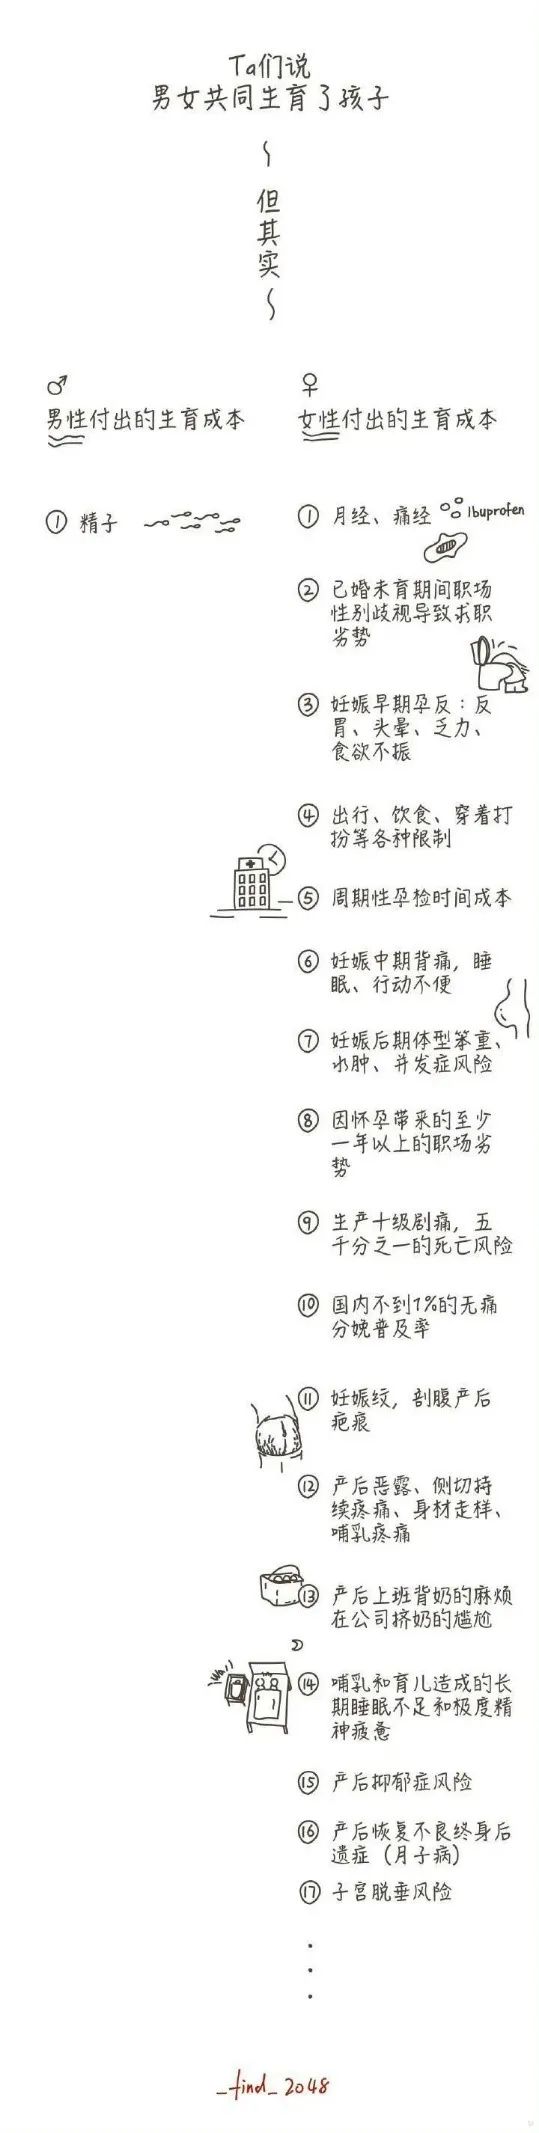 Ta们说
男女共同生育了孩子
但其实
♂
男性付出的生育成本
① 精子
♀
女性付出的生育成本
① 月经、痛经
Ibuprofen
② 已婚未育期间职场
性别歧视导致求职
劣势
③ 妊娠早期孕反：反
胃、头晕、乏力、
食欲不振
④ 出行、饮食、穿着打
扮等各种限制
⑤ 周期性孕检时间成本
⑥ 妊娠中期背痛，睡
眠、行动不便
⑦ 妊娠后期体型笨重、
水肿、并发症风险
⑧ 因怀孕带来的至少
一年以上的职场劣
势
⑨ 生产十级剧痛，五
千分之一的死亡风险
⑩ 国内不到1%的无痛
分娩普及率
⑪ 妊娠纹，剖腹产后
疤痕
⑫ 产后恶露、侧切持
续疼痛、身材走样、
哺乳疼痛
⑬ 产后上班背奶的麻烦
在公司挤奶的尴尬
⑭ 哺乳和育儿造成的长
期睡眠不足和极度精
神疲惫
⑮ 产后抑郁症风险
⑯ 产后恢复不良终身后
遗症（月子病）
⑰ 子宫脱垂风险
_find_2048